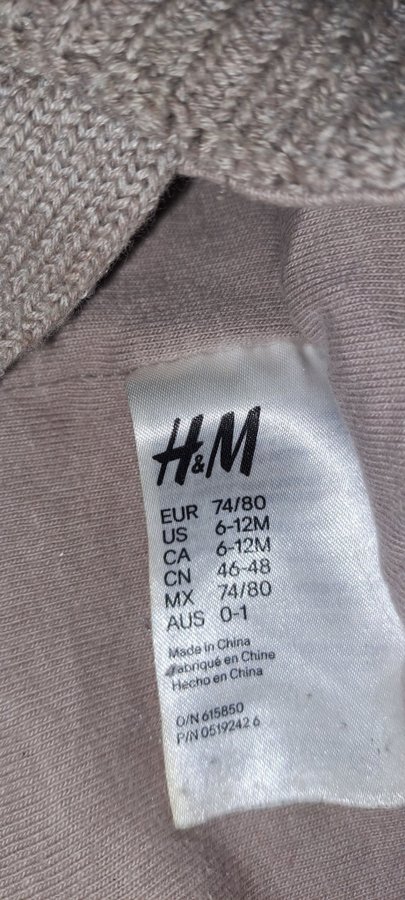 H&M
EUR 74/80
US 6-12M
CA 6-12M
CN 46-48
MX 74/80
AUS 0-1
Made in China
Fabriqué en Chine
Hecho en China
O/N 615850
P/N 0519242 6